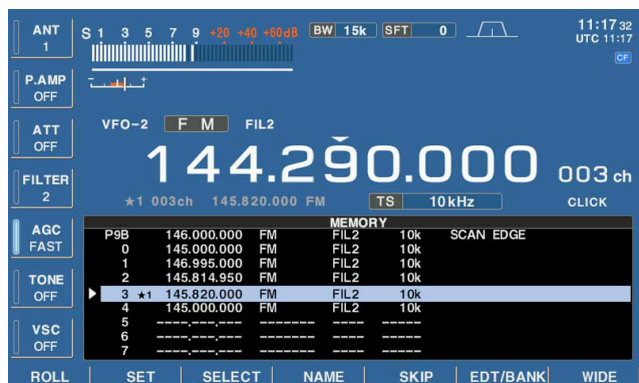 ANT
1
S 1 3 5 7 9 +20 +40 +60dB
BW 15k SFT 0
11:17 32
UTC 11:17
CF
P.AMP
OFF
ATT
OFF
VFO-2 F M FIL2
144.290.000 003 ch
★1 003ch 145.820.000 FM TS 10kHz CLICK
FILTER
2
AGC
FAST
TONE
OFF
VSC
OFF
MEMORY
P9B 146.000.000 FM FIL2 10k SCAN EDGE
0 145.000.000 FM FIL2 10k
1 146.995.000 FM FIL2 10k
2 145.814.950 FM FIL2 10k
3 ★1 145.820.000 FM FIL2 10k
4 145.000.000 FM FIL2 10k
5 ---.---.--- ------- ---- -----
6 ---.---.--- ------- ---- -----
7 ---.---.--- ------- ---- -----
ROLL SET SELECT NAME SKIP EDT/BANK WIDE